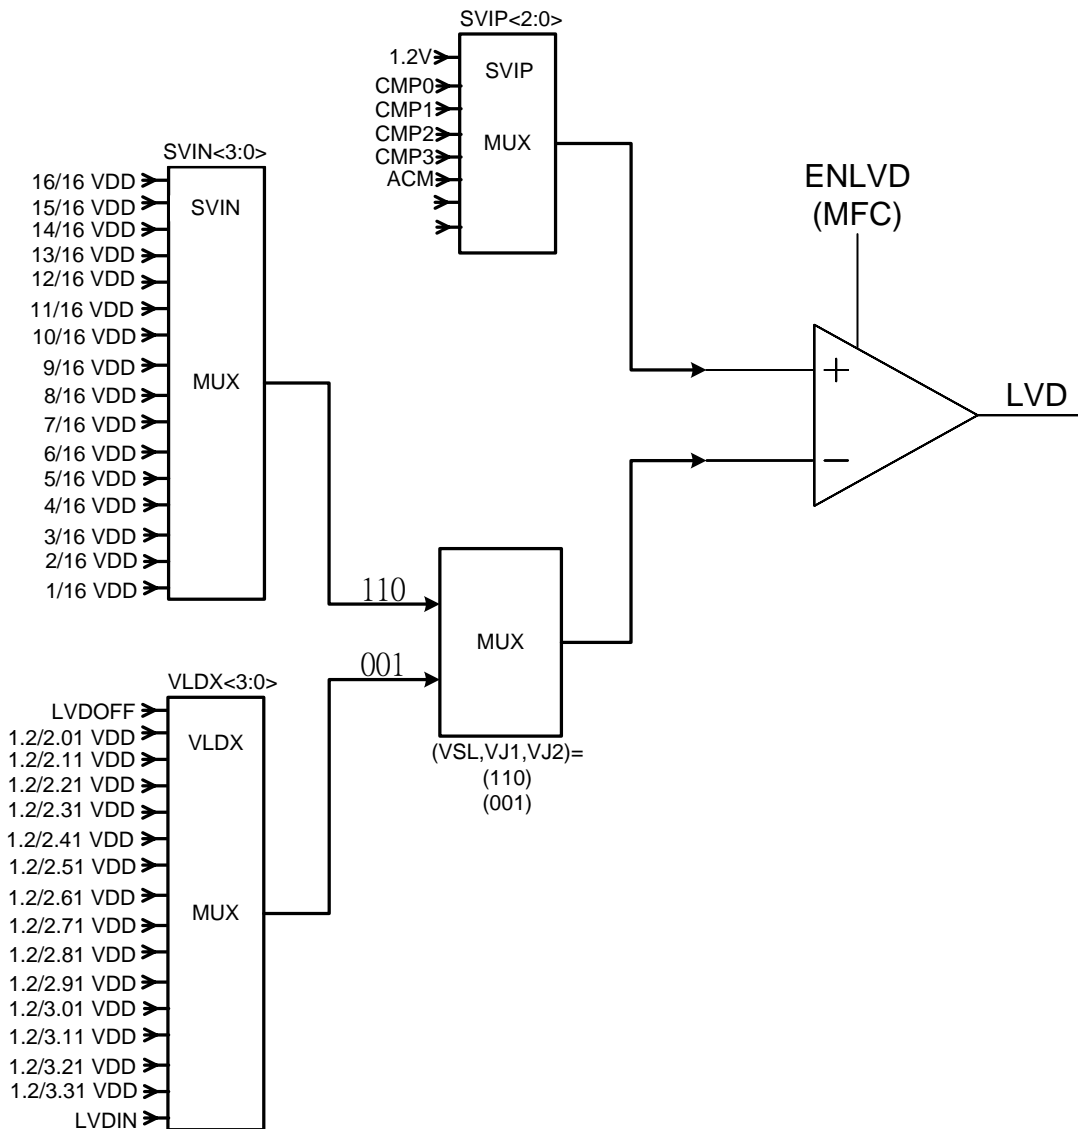 SVIP<2:0>
1.2V
CMP0
CMP1
CMP2
CMP3
ACM
SVIP
MUX
SVIN<3:0>
16/16 VDD
15/16 VDD
14/16 VDD
13/16 VDD
12/16 VDD
11/16 VDD
10/16 VDD
9/16 VDD
8/16 VDD
7/16 VDD
6/16 VDD
5/16 VDD
4/16 VDD
3/16 VDD
2/16 VDD
1/16 VDD
SVIN
MUX
ENLVD
(MFC)
+
−
LVD
110
001
MUX
(VSL,VJ1,VJ2)=
(110)
(001)
VLDX<3:0>
LVDOFF
1.2/2.01 VDD
1.2/2.11 VDD
1.2/2.21 VDD
1.2/2.31 VDD
1.2/2.41 VDD
1.2/2.51 VDD
1.2/2.61 VDD
1.2/2.71 VDD
1.2/2.81 VDD
1.2/2.91 VDD
1.2/3.01 VDD
1.2/3.11 VDD
1.2/3.21 VDD
1.2/3.31 VDD
LVDIN
VLDX
MUX